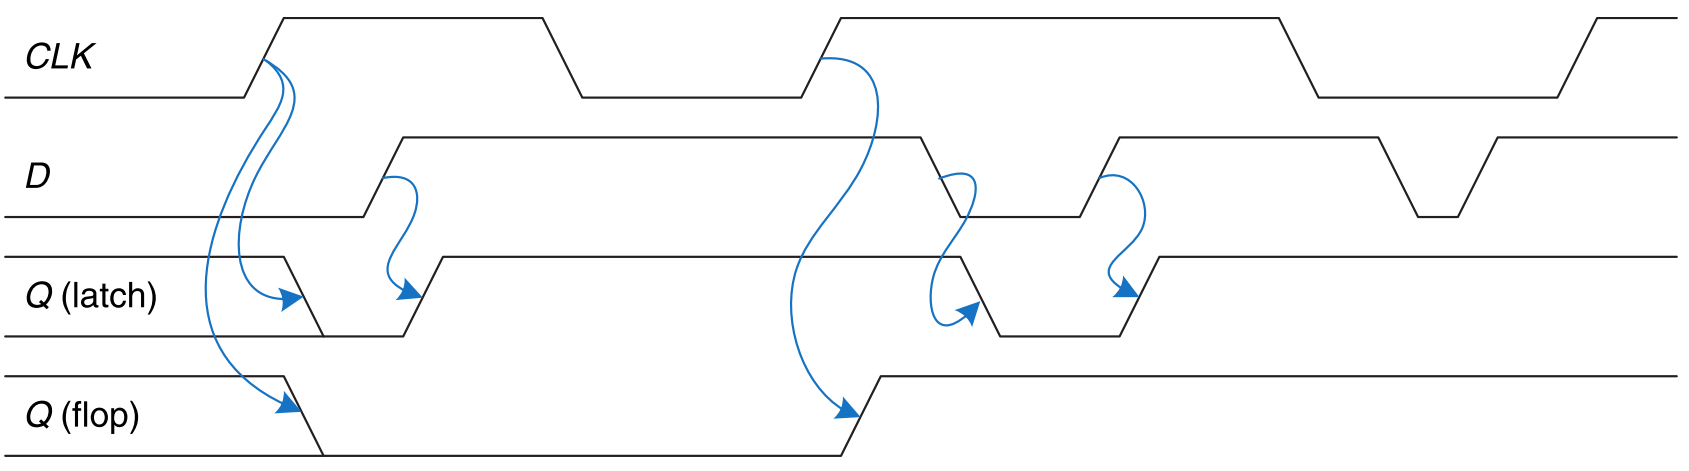 CLK
D
Q (latch)
Q (flop)